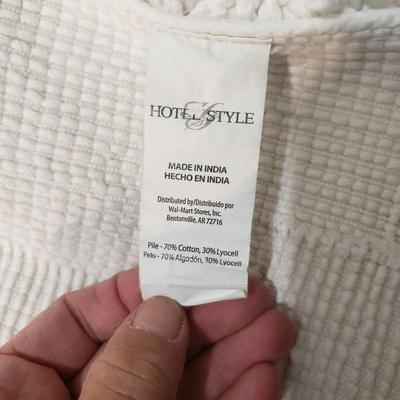 HOTEL & STYLE
MADE IN INDIA
HECHO EN INDIA
Distributed by/Distribuido por
Wal-Mart Stores, Inc.
Bentonville, AR 72716
Pile - 70% Cotton, 30% Lyocell
Pelo - 70% Algodón, 30% Lyocell